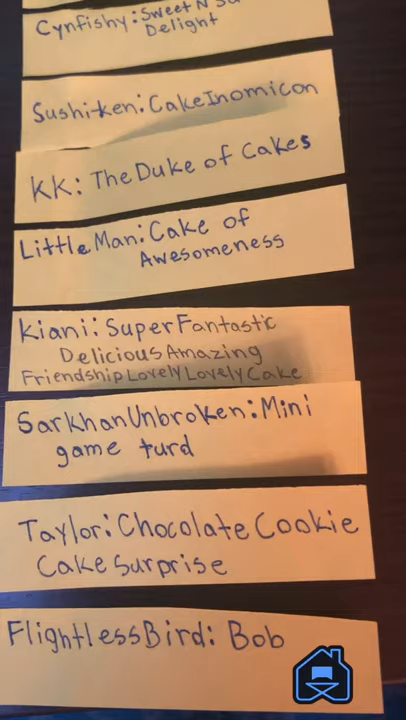 Cynfishy: Sweet N
Delight
Sushi-ken: CakeInomicon
KK: The Duke of Cakes
Little Man: Cake of
Awesomeness
Kiani: Super Fantastic
Delicious Amazing
Friendship Lovely Lovely Cake
SarkhanUnbroken: Mini
game turd
Taylor: Chocolate Cookie
Cake Surprise
FlightlessBird: Bob